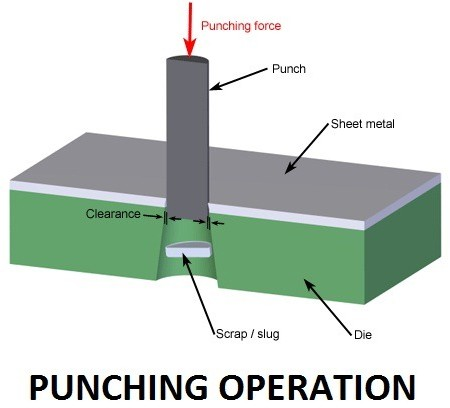 Punching force
Punch
Sheet metal
Clearance
Scrap / slug
Die
PUNCHING OPERATION